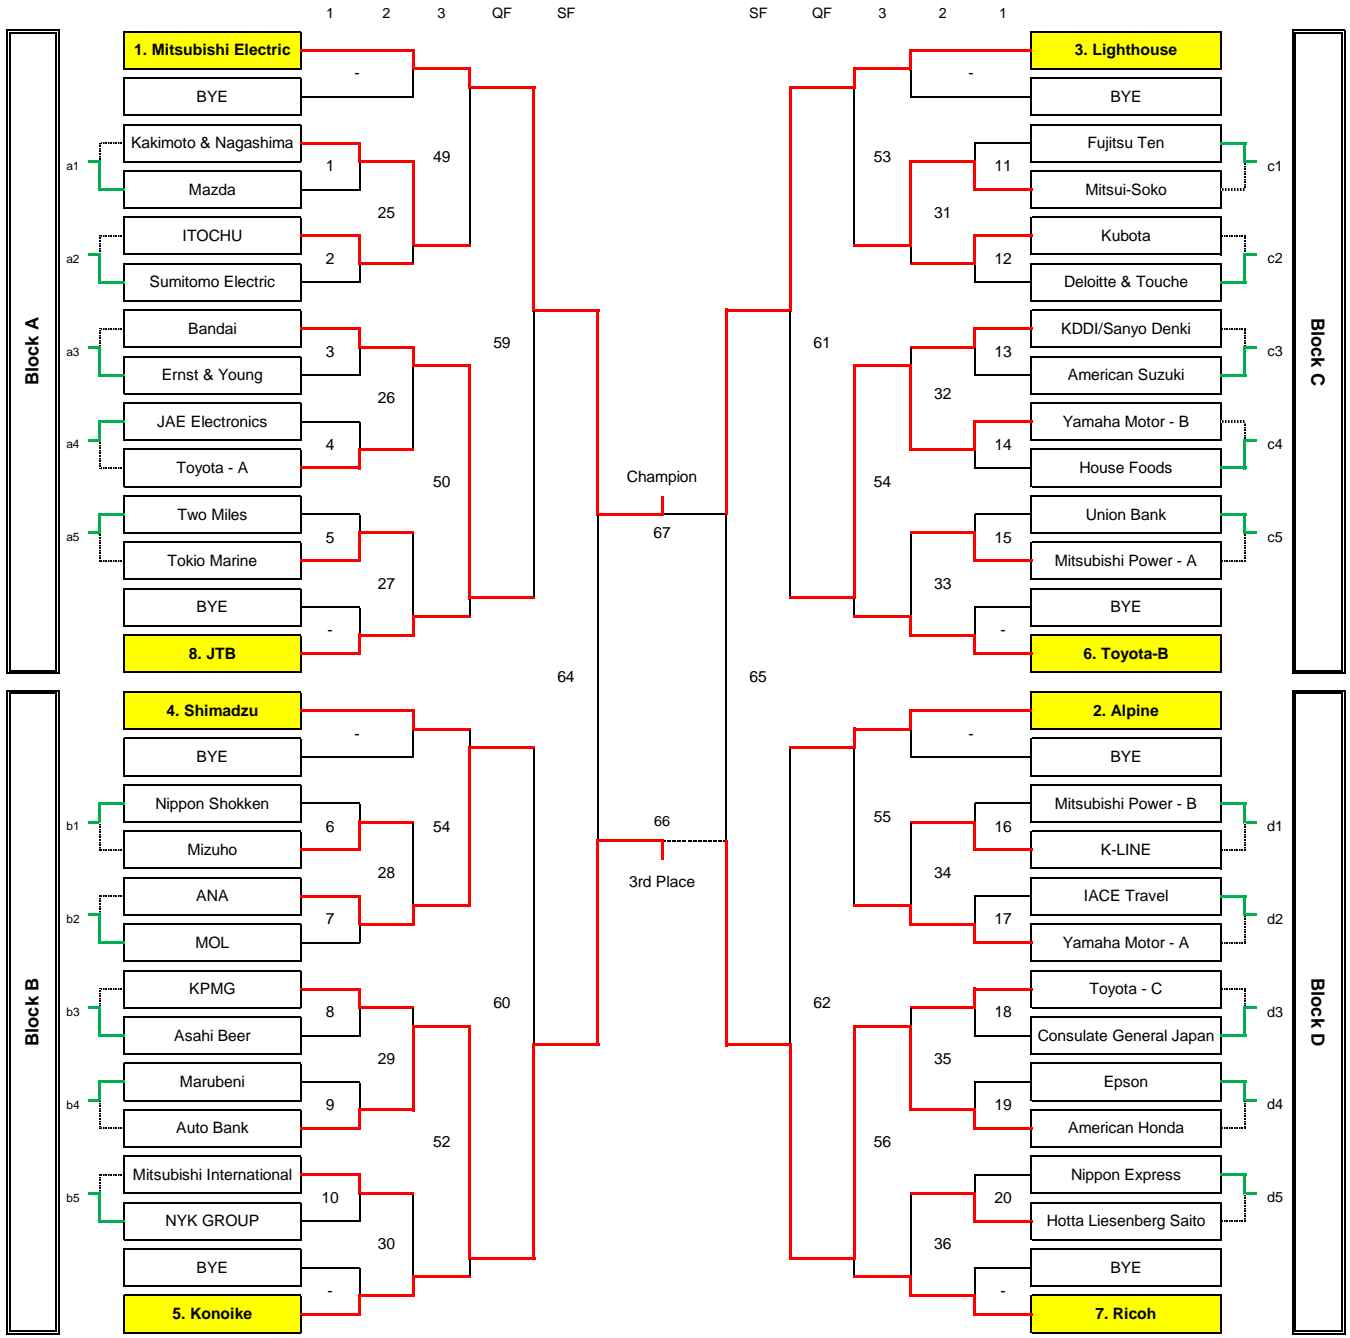 1 2 3 QF SF SF QF 3 2 1
Block A
1. Mitsubishi Electric
-
BYE
Kakimoto & Nagashima
a1
1
49
Mazda
25
ITOCHU
a2
2
Sumitomo Electric
Bandai
a3
3
59
Ernst & Young
26
JAE Electronics
a4
4
Toyota - A
50
Two Miles
a5
5
Tokio Marine
27
BYE
-
8. JTB
64
Block B
4. Shimadzu
-
BYE
Nippon Shokken
b1
6
54
Mizuho
28
ANA
b2
7
MOL
KPMG
b3
8
60
Asahi Beer
29
Marubeni
b4
9
Auto Bank
52
Mitsubishi International
b5
10
NYK GROUP
30
BYE
-
5. Konoike
Champion
67
66
3rd Place
Block C
3. Lighthouse
-
BYE
Fujitsu Ten
53
11
c1
Mitsui-Soko
31
Kubota
12
c2
Deloitte & Touche
KDDI/Sanyo Denki
61
13
c3
American Suzuki
32
Yamaha Motor - B
14
c4
House Foods
54
Union Bank
15
c5
Mitsubishi Power - A
33
BYE
-
6. Toyota-B
65
Block D
2. Alpine
-
BYE
Mitsubishi Power - B
55
16
d1
K-LINE
34
IACE Travel
17
d2
Yamaha Motor - A
Toyota - C
62
18
d3
Consulate General Japan
35
Epson
19
d4
American Honda
56
Nippon Express
20
d5
Hotta Liesenberg Saito
36
BYE
-
7. Ricoh